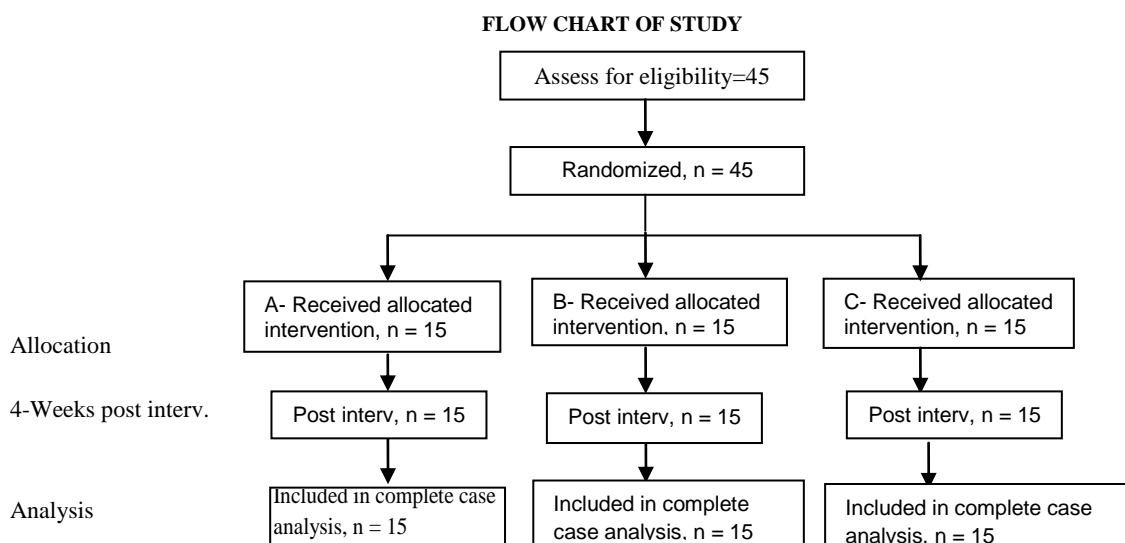 FLOW CHART OF STUDY
Assess for eligibility=45
Randomized, n = 45
A- Received allocated
intervention, n = 15
B- Received allocated
intervention, n = 15
C- Received allocated
intervention, n = 15
Allocation
4-Weeks post interv.
Post interv, n = 15
Post interv, n = 15
Post interv, n = 15
Analysis
Included in complete case
analysis, n = 15
Included in complete
case analysis, n = 15
Included in complete case
analysis, n = 15